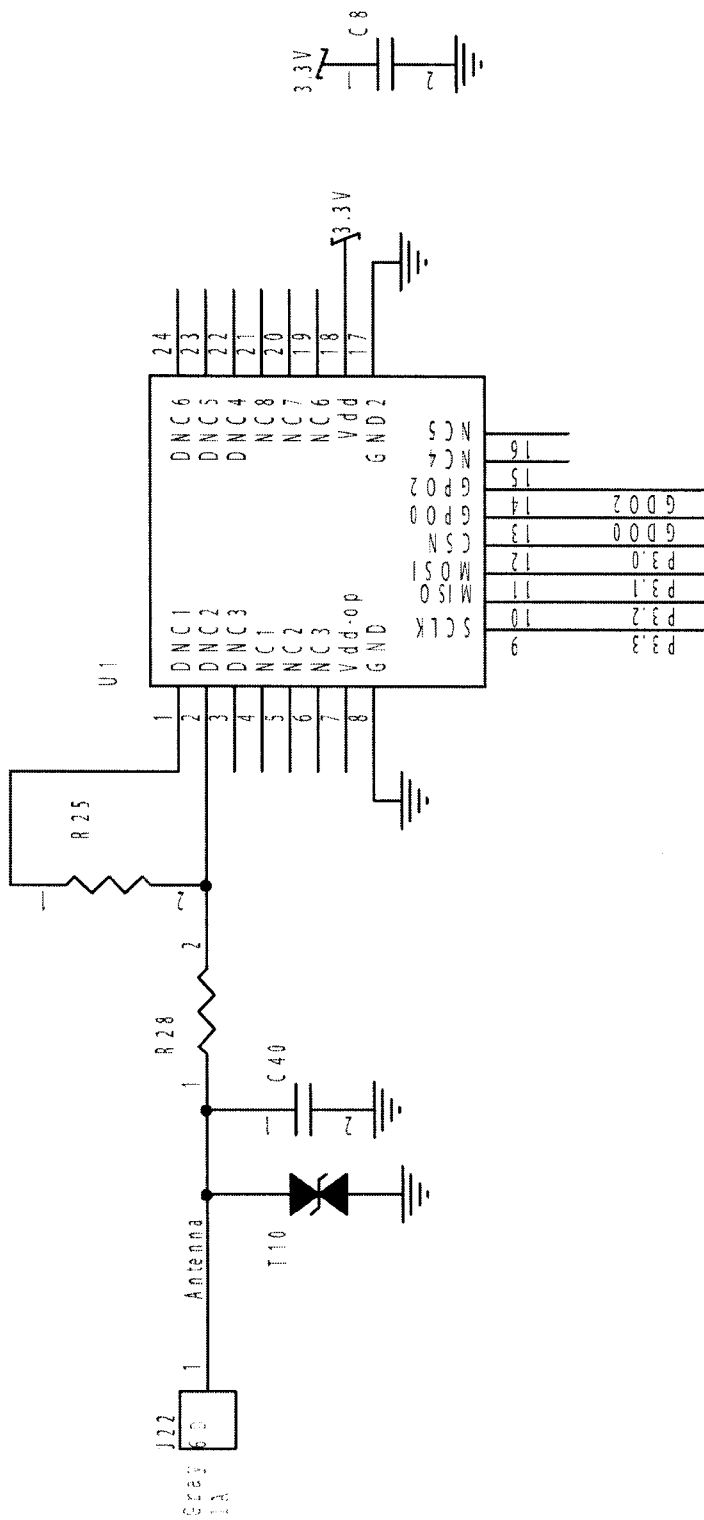 3.3V
C8
1
2
3.3V
24
23
22
21
20
19
18
17
DNC6
DNC5
DNC4
NC8
NC7
NC6
Vdd
GND2
NC5
NC4
GPO2
GPO0
CSN
MOSI
MISO
SCLK
16
15
14
13
12
11
10
9
GDO2
GDO0
P3.0
P3.1
P3.2
P3.3
U1
DNC1
DNC2
DNC3
NC1
NC2
NC3
Vdd-op
GND
1
2
3
4
5
6
7
8
R25
1
2
R28
2
1
C40
1
2
T10
Antenna
1
J22